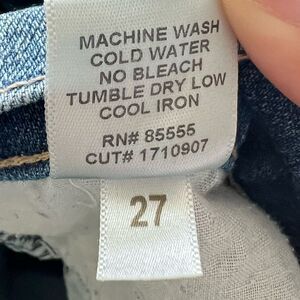 MACHINE WASH
COLD WATER
NO BLEACH
TUMBLE DRY LOW
COOL IRON
RN# 85555
CUT# 1710907
27